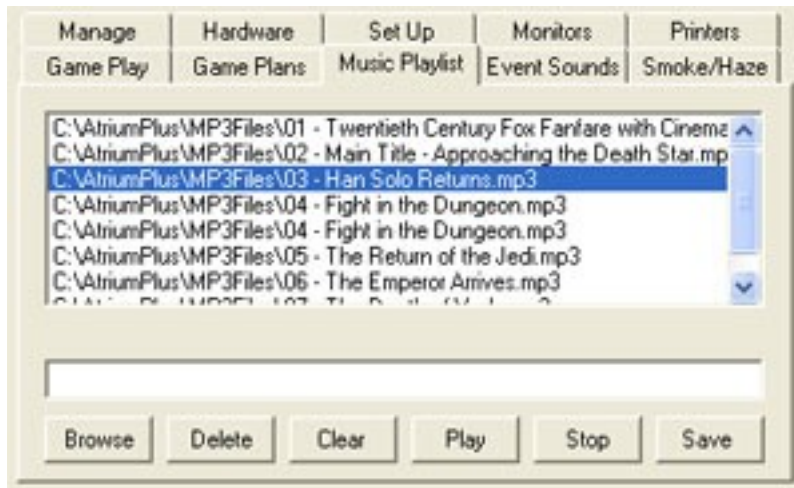 Manage Hardware Set Up Monitors Printers
Game Play Game Plans Music Playlist Event Sounds Smoke/Haze
C:\AtriumPlus\MP3Files\01 - Twentieth Century Fox Fanfare with Cinema
C:\AtriumPlus\MP3Files\02 - Main Title - Approaching the Death Star.mp
C:\AtriumPlus\MP3Files\03 - Han Solo Returns.mp3
C:\AtriumPlus\MP3Files\04 - Fight in the Dungeon.mp3
C:\AtriumPlus\MP3Files\04 - Fight in the Dungeon.mp3
C:\AtriumPlus\MP3Files\05 - The Return of the Jedi.mp3
C:\AtriumPlus\MP3Files\06 - The Emperor Arrives.mp3
Browse Delete Clear Play Stop Save